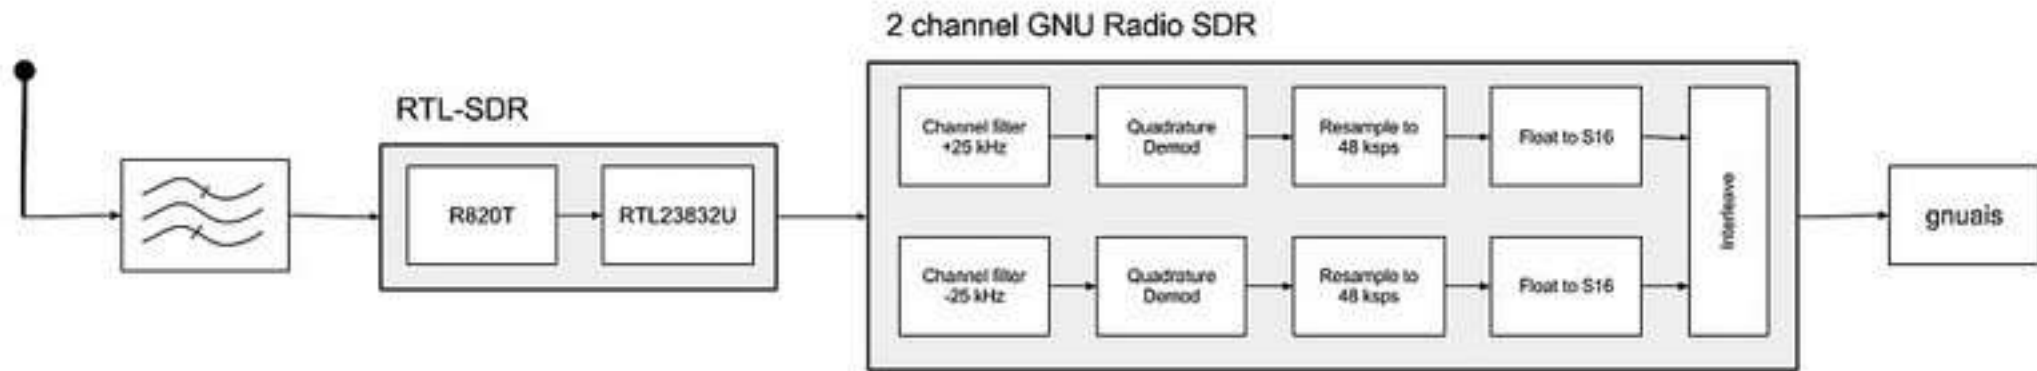 2 channel GNU Radio SDR
RTL-SDR
R820T
RTL23832U
Channel filter
+25 kHz
Quadrature
Demod
Resample to
48 ksps
Float to S16
Channel filter
-25 kHz
Quadrature
Demod
Resample to
48 ksps
Float to S16
Interleave
gnuais